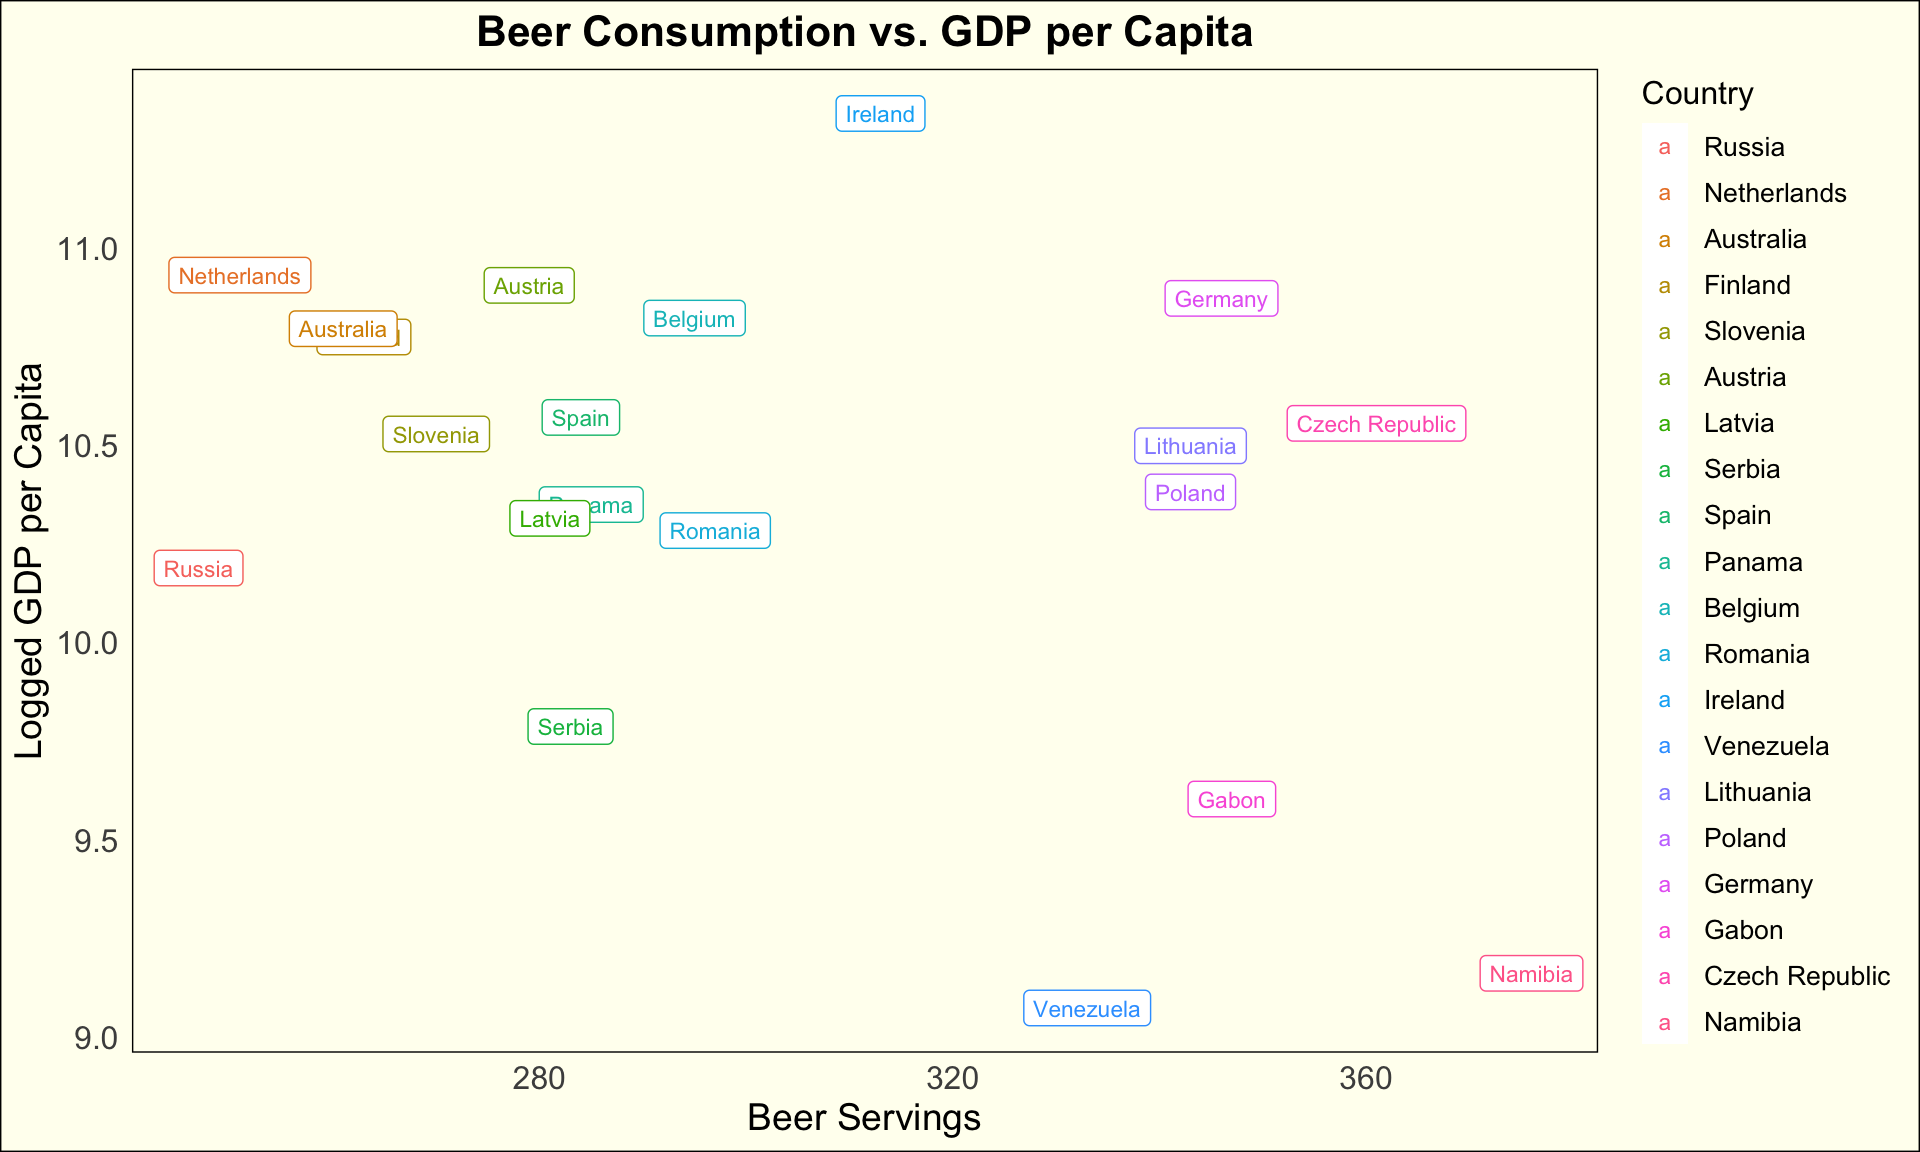 Beer Consumption vs. GDP per Capita
Ireland
Netherlands
Austria
Germany
Belgium
Australia
Spain
Czech Republic
Slovenia
Lithuania
Poland
Latvia
Romania
Russia
Serbia
Gabon
Namibia
Venezuela
11.0
10.5
10.0
9.5
9.0
Logged GDP per Capita
280 320 360
Beer Servings
Country
a Russia
a Netherlands
a Australia
a Finland
a Slovenia
a Austria
a Latvia
a Serbia
a Spain
a Panama
a Belgium
a Romania
a Ireland
a Venezuela
a Lithuania
a Poland
a Germany
a Gabon
a Czech Republic
a Namibia